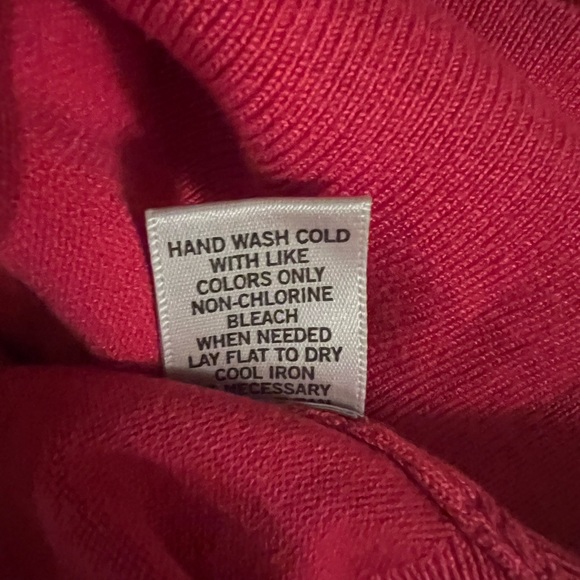 HAND WASH COLD
WITH LIKE
COLORS ONLY
NON-CHLORINE
BLEACH
WHEN NEEDED
LAY FLAT TO DRY
COOL IRON
NECESSARY